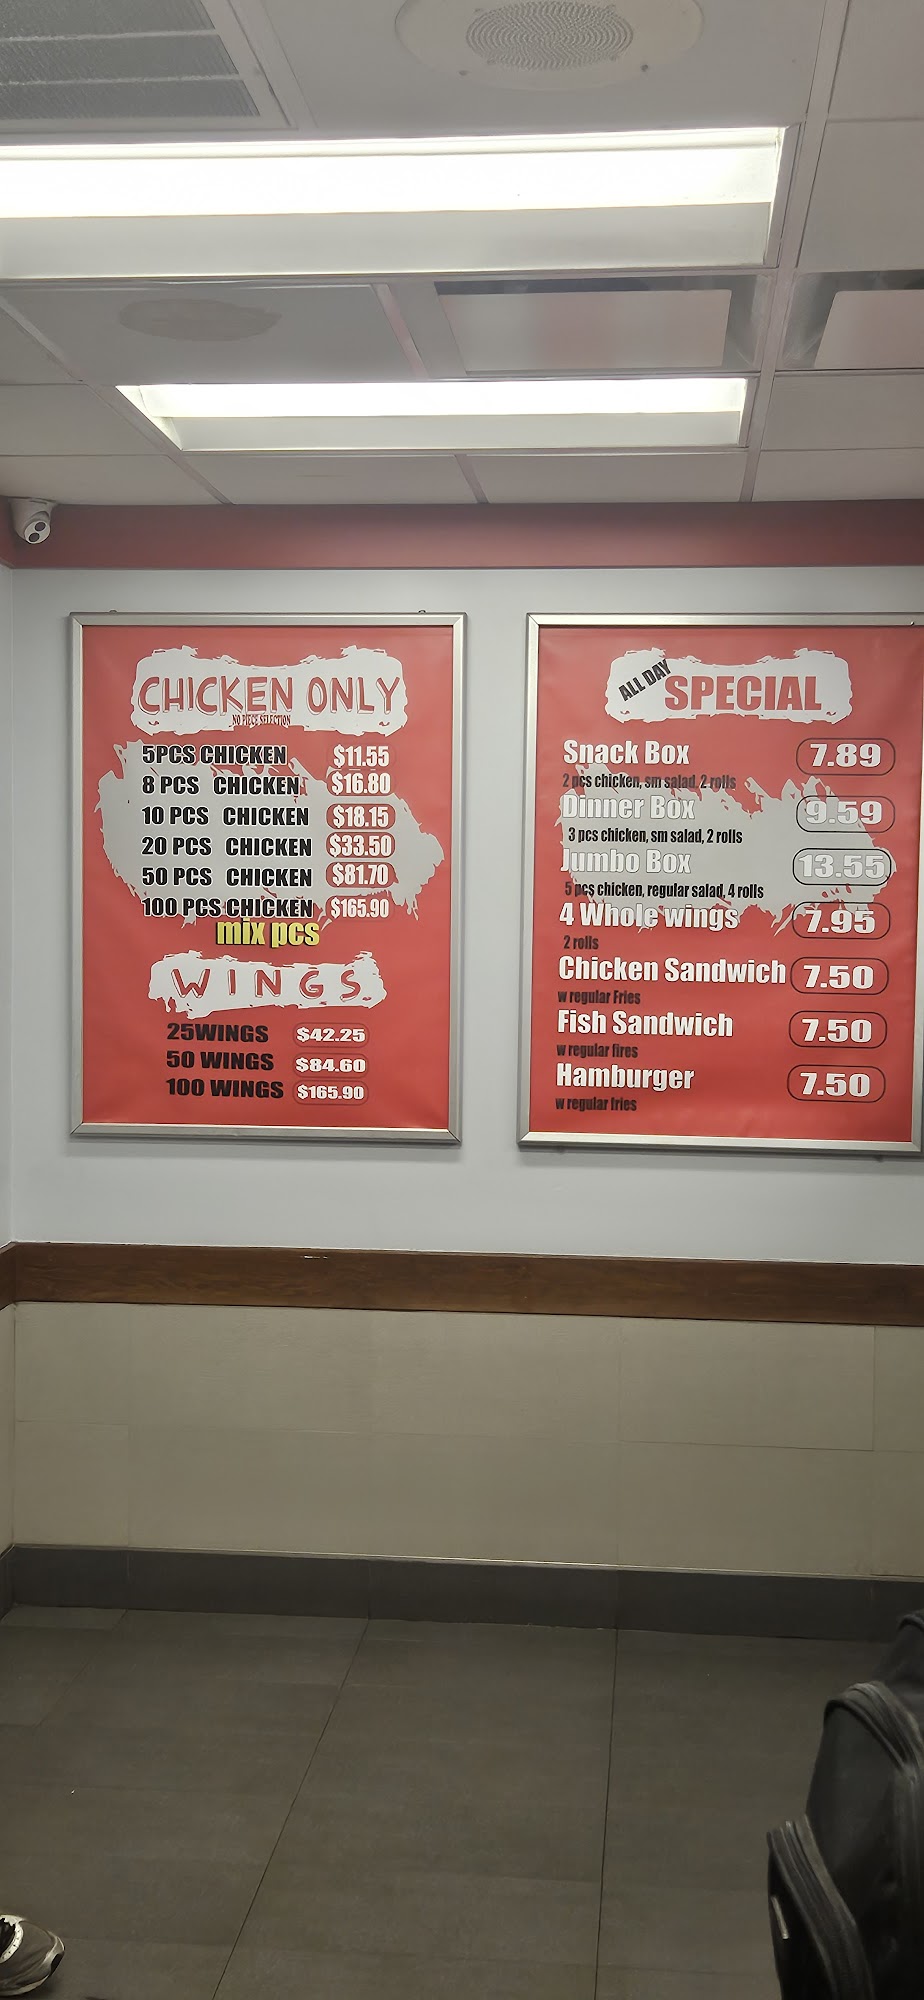 CHICKEN ONLY
NO PIECE SELECTION
5PCS CHICKEN $11.55
8 PCS CHICKEN $16.80
10 PCS CHICKEN $18.15
20 PCS CHICKEN $33.50
50 PCS CHICKEN $81.70
100 PCS CHICKEN $165.90
mix pcs
WINGS
25WINGS $42.25
50 WINGS $84.60
100 WINGS $165.90
ALL DAY SPECIAL
Snack Box 7.89
2 pcs chicken, sm salad, 2 rolls
Dinner Box 9.59
3 pcs chicken, sm salad, 2 rolls
Jumbo Box 13.55
5 pcs chicken, regular salad, 4 rolls
4 Whole wings 7.95
2 rolls
Chicken Sandwich 7.50
w regular Fries
Fish Sandwich 7.50
w regular fires
Hamburger 7.50
w regular fries